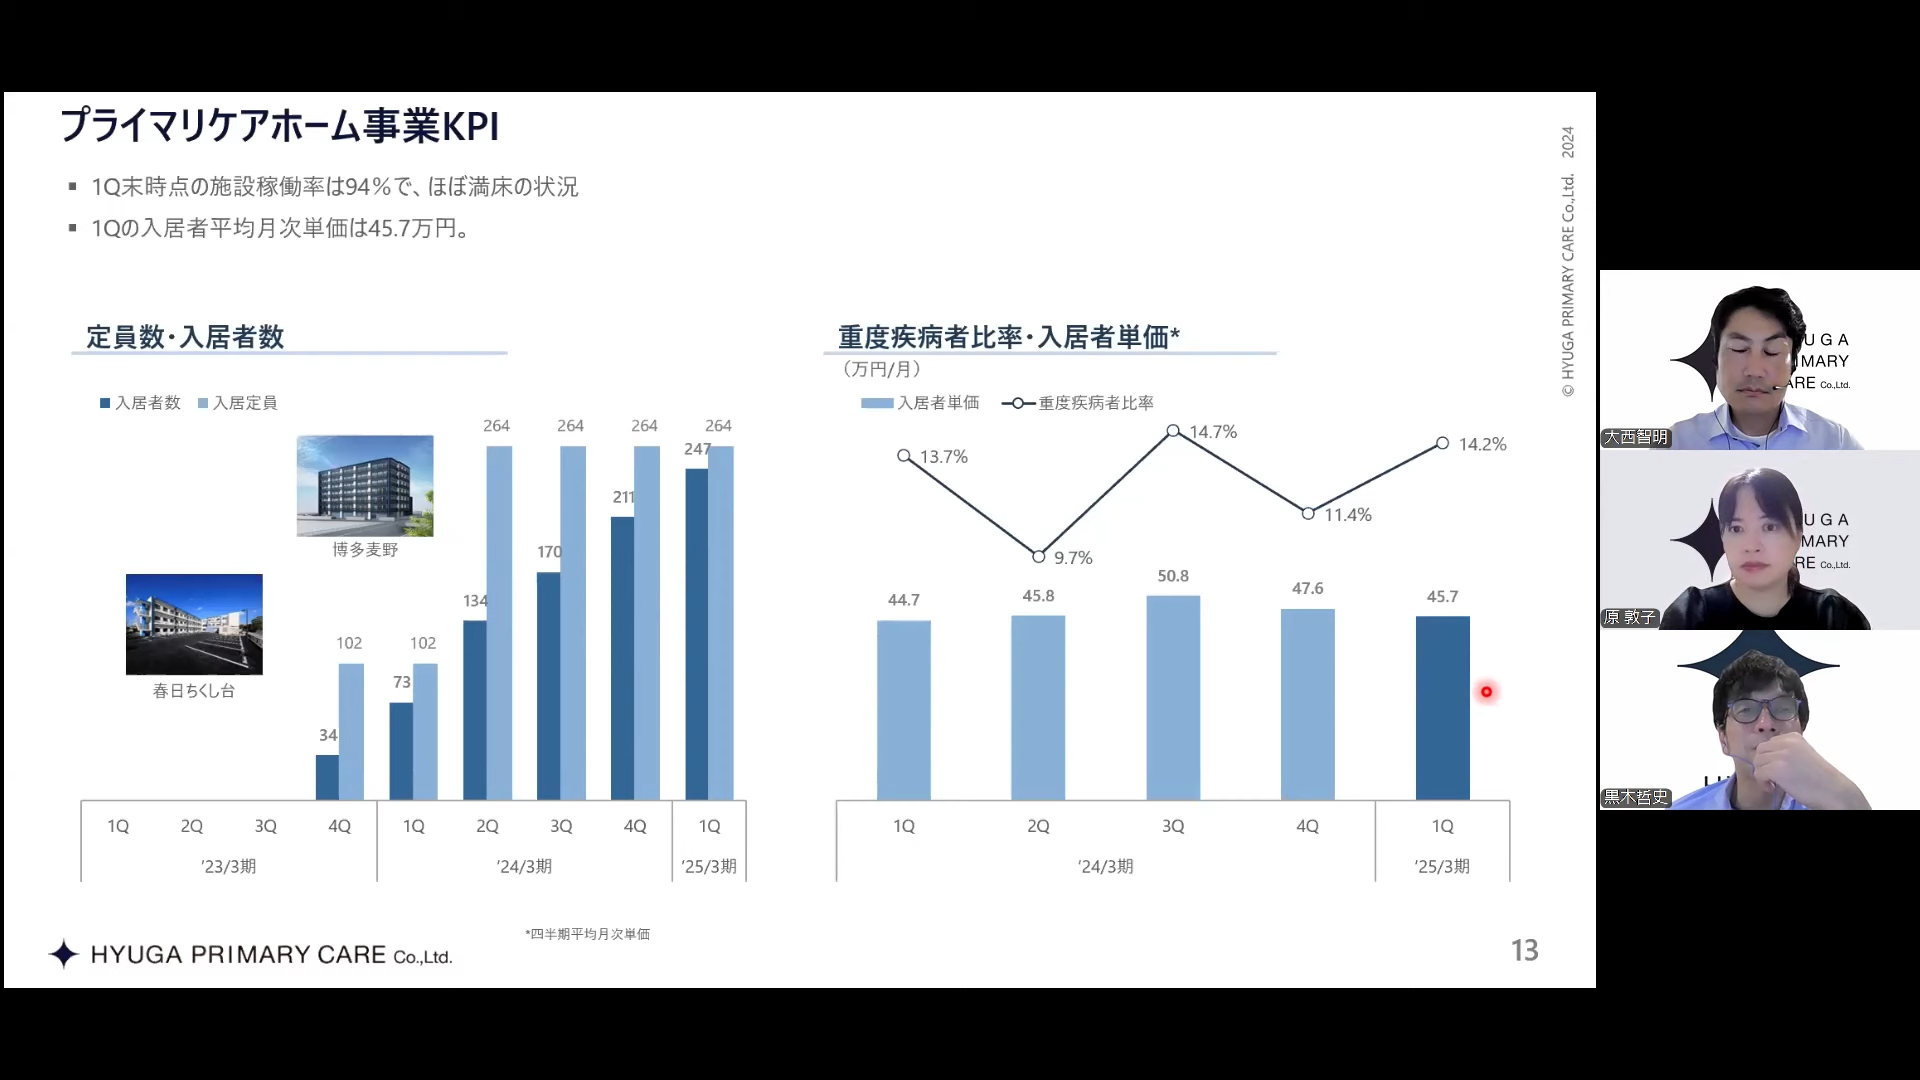 プライマリケアホーム事業KPI
▪ 1Q末時点の施設稼働率は94%で、ほぼ満床の状況
▪ 1Qの入居者平均月次単価は45.7万円。
© HYUGA PRIMARY CARE Co.,Ltd. 2024
定員数・入居者数
入居者数 入居定員
264 264 264 264
247
211
170
134
102 102
73
34
博多麦野
春日ちくし台
1Q 2Q 3Q 4Q 1Q 2Q 3Q 4Q 1Q
'23/3期 '24/3期 '25/3期
重度疾病者比率・入居者単価*
（万円/月）
入居者単価 重度疾病者比率
13.7% 9.7% 14.7% 11.4% 14.2%
44.7 45.8 50.8 47.6 45.7
1Q 2Q 3Q 4Q 1Q
'24/3期 '25/3期
*四半期平均月次単価
HYUGA PRIMARY CARE Co.,Ltd.
13
UGA
IMARY
ARE Co.,Ltd.
大西智明
UGA
MARY
RE Co.,Ltd.
原 敦子
黒木哲史